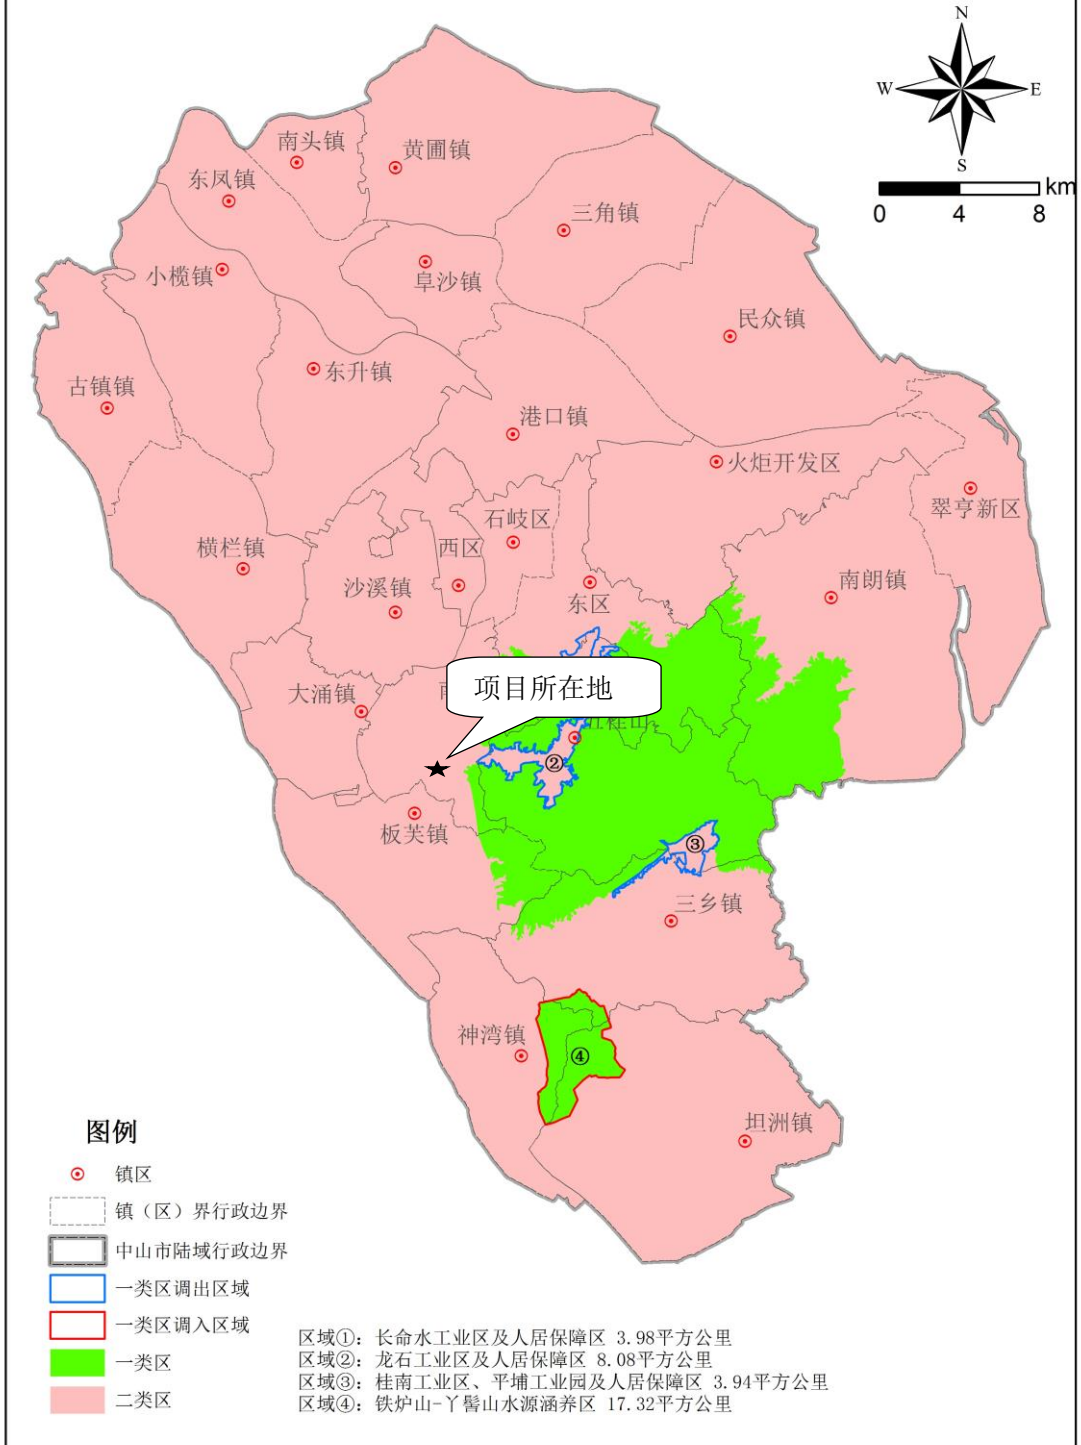 N
W
E
S
km
0 4 8
南头镇
黄圃镇
东凤镇
三角镇
小榄镇
阜沙镇
民众镇
东升镇
古镇镇
港口镇
火炬开发区
翠亨新区
石岐区
横栏镇
西区
沙溪镇
南朗镇
东区
大涌镇
项目所在地
②
板芙镇
③
三乡镇
神湾镇
④
坦洲镇
图例
镇区
镇（区）界行政边界
中山市陆域行政边界
一类区调出区域
一类区调入区域
一类区
二类区
区域①：长命水工业区及人居保障区 3.98平方公里
区域②：龙石工业区及人居保障区 8.08平方公里
区域③：桂南工业区、平埔工业园及人居保障区 3.94平方公里
区域④：铁炉山-丫髻山水源涵养区 17.32平方公里